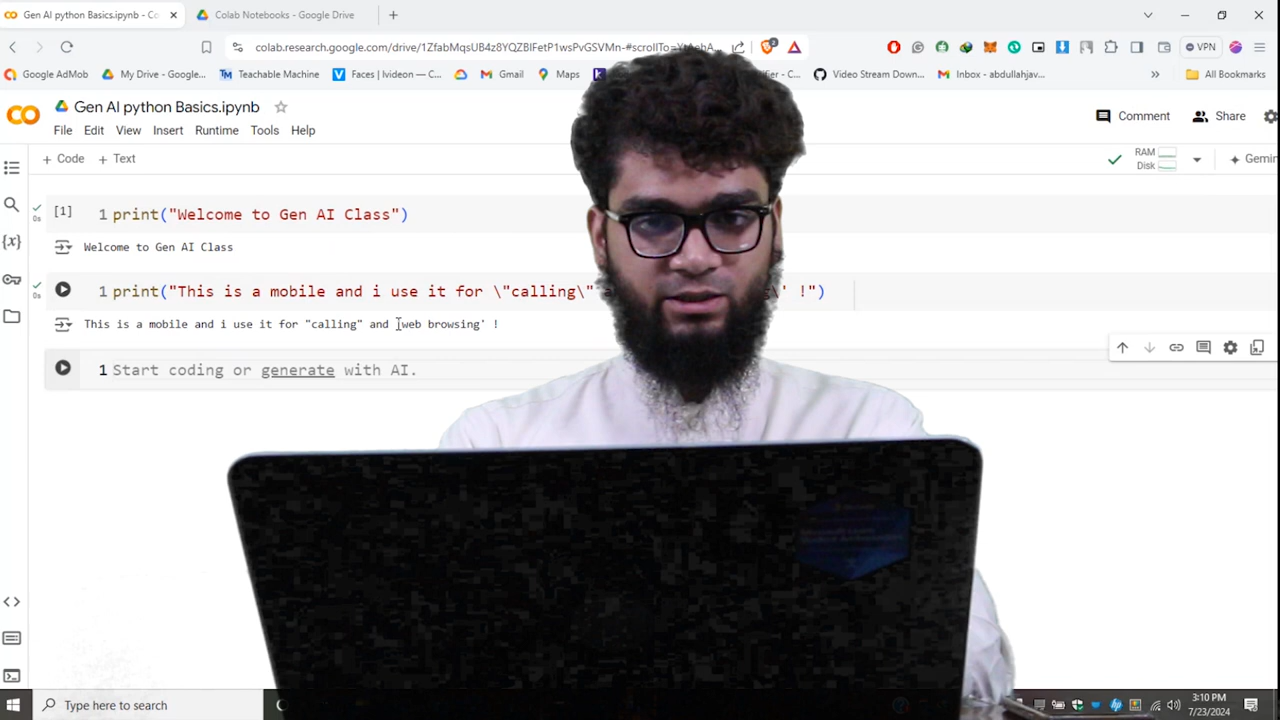 Gen AI python Basics.ipynb - Co
Colab Notebooks - Google Drive
colab.research.google.com/drive/
Google AdMob
My Drive - Google...
Teachable Machine
Faces | Ivideon — C...
Gmail
Maps
Video Stream Down...
Inbox - abdullahjav...
All Bookmarks
VPN
Gen AI python Basics.ipynb
File Edit View Insert Runtime Tools Help
Comment
Share
+ Code + Text
RAM
Disk
[1]
1 print("Welcome to Gen AI Class")
0s
Welcome to Gen AI Class
1 print("This is a mobile and i use it for \"calling\"
\' !")
0s
This is a mobile and i use it for "calling" and 'web browsing' !
1 Start coding or generate with AI.
Type here to search
3:10 PM
7/23/2024